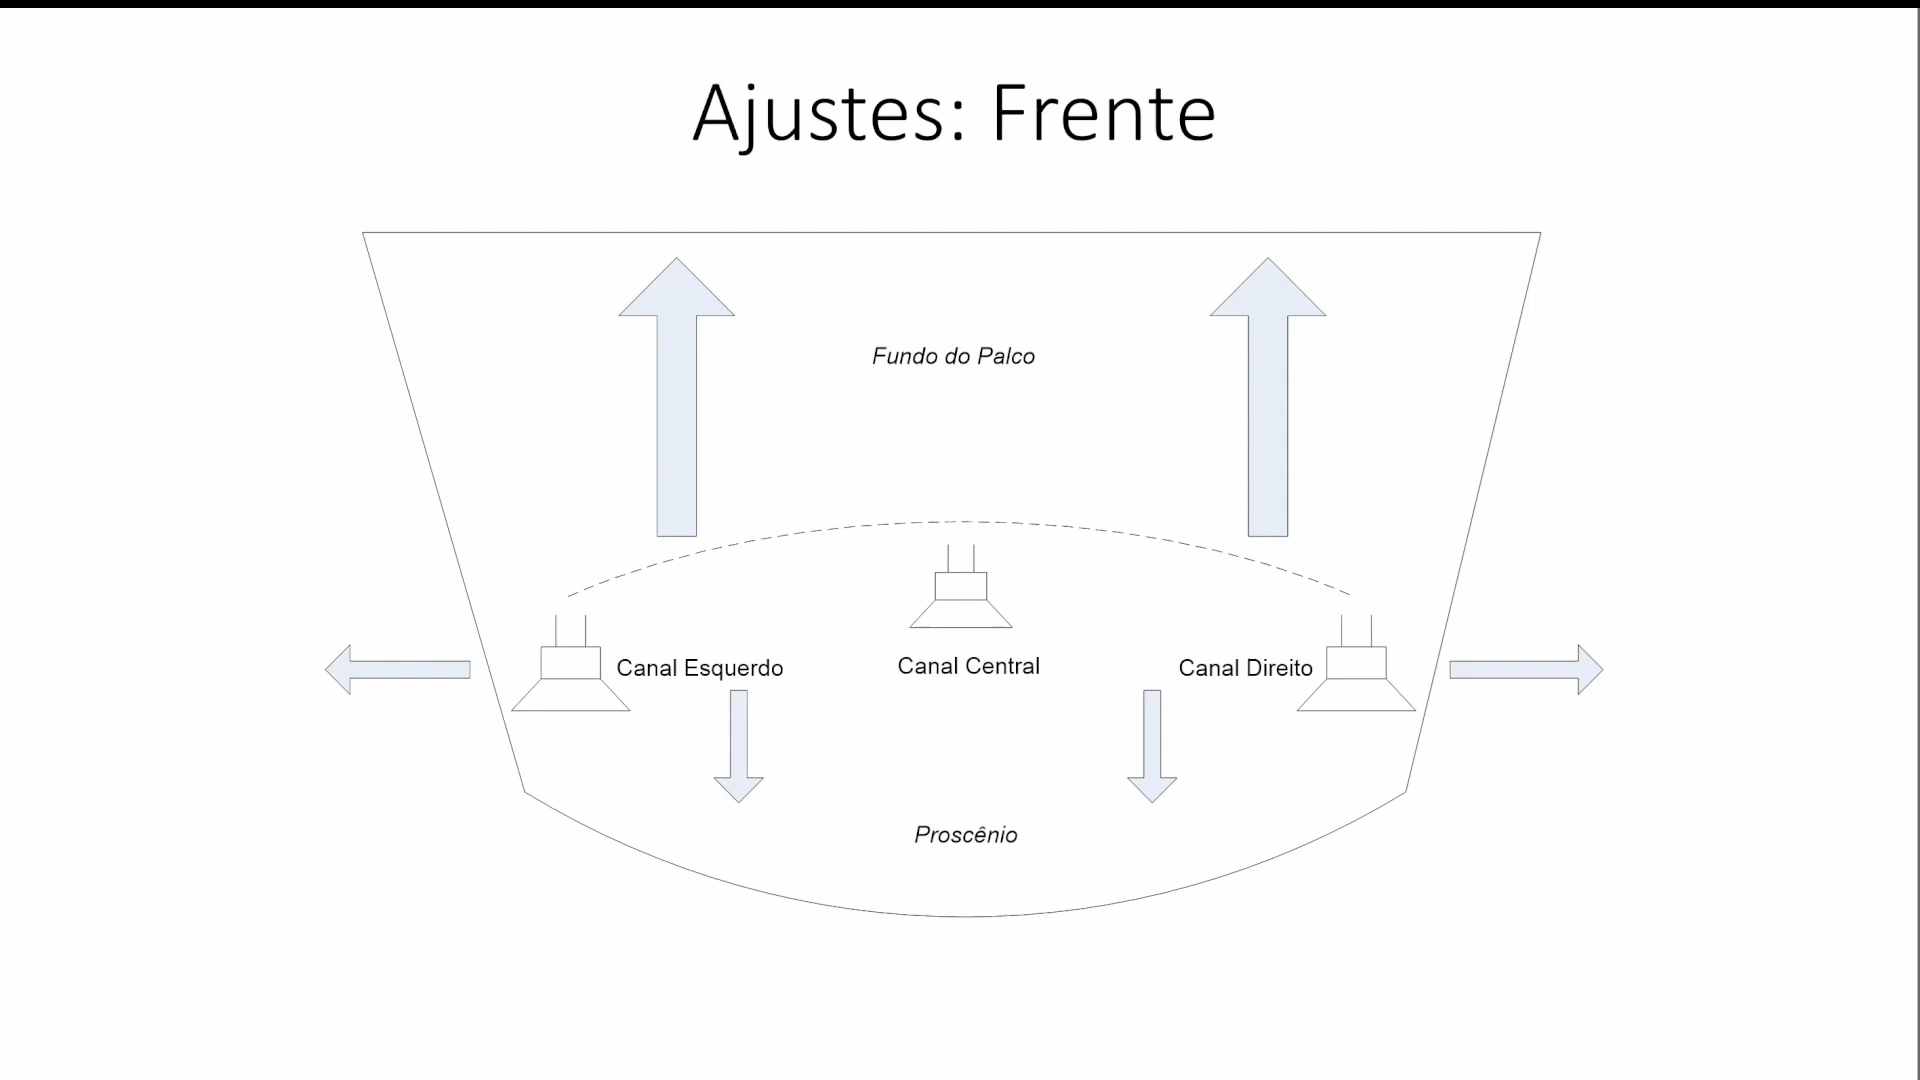 Ajustes: Frente
Fundo do Palco
Canal Esquerdo
Canal Central
Canal Direito
Proscênio